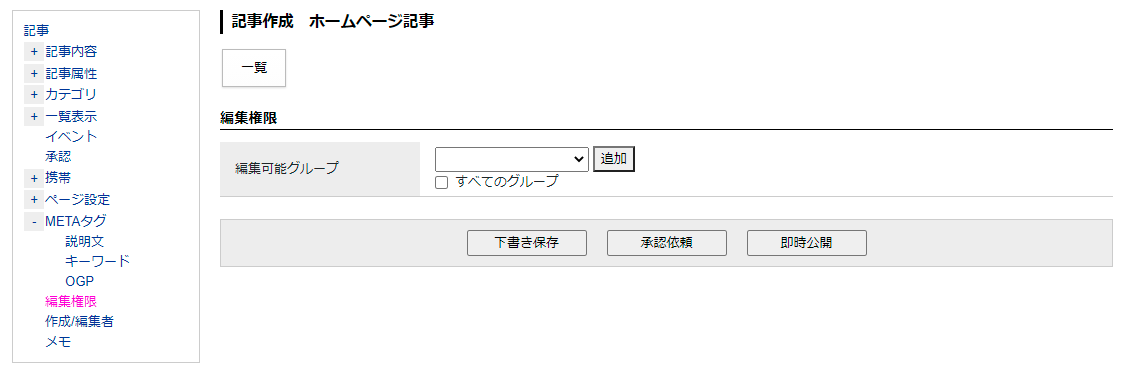 記事
+ 記事内容
+ 記事属性
+ カテゴリ
+ 一覧表示
イベント
承認
+ 携帯
+ ページ設定
- METAタグ
説明文
キーワード
OGP
編集権限
作成/編集者
メモ
記事作成　ホームページ記事
一覧
編集権限
編集可能グループ
追加
すべてのグループ
下書き保存
承認依頼
即時公開